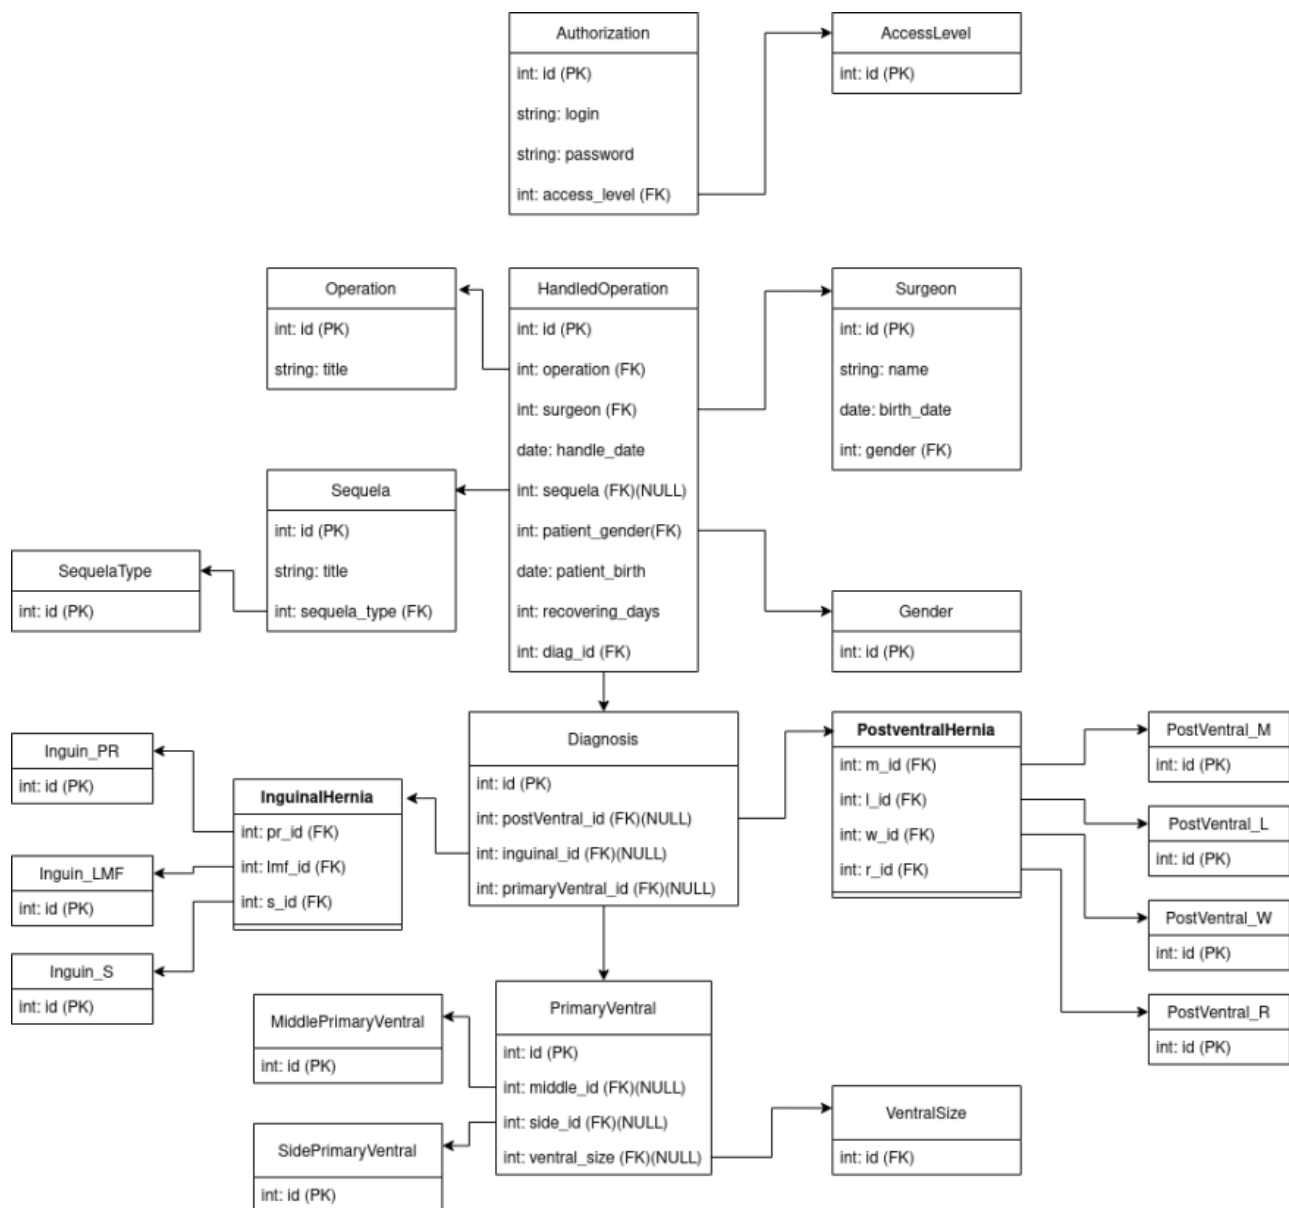 Authorization
int: id (PK)
string: login
string: password
int: access_level (FK)
AccessLevel
int: id (PK)
Operation
int: id (PK)
string: title
HandledOperation
int: id (PK)
int: operation (FK)
int: surgeon (FK)
date: handle_date
int: sequela (FK)(NULL)
int: patient_gender(FK)
date: patient_birth
int: recovering_days
int: diag_id (FK)
Surgeon
int: id (PK)
string: name
date: birth_date
int: gender (FK)
Sequela
int: id (PK)
string: title
int: sequela_type (FK)
SequelaType
int: id (PK)
Gender
int: id (PK)
Diagnosis
int: id (PK)
int: postVentral_id (FK)(NULL)
int: inguinal_id (FK)(NULL)
int: primaryVentral_id (FK)(NULL)
PostventralHernia
int: m_id (FK)
int: l_id (FK)
int: w_id (FK)
int: r_id (FK)
PostVentral_M
int: id (PK)
PostVentral_L
int: id (PK)
PostVentral_W
int: id (PK)
PostVentral_R
int: id (PK)
Inguin_PR
int: id (PK)
InguinalHernia
int: pr_id (FK)
int: lmf_id (FK)
int: s_id (FK)
Inguin_LMF
int: id (PK)
Inguin_S
int: id (PK)
MiddlePrimaryVentral
int: id (PK)
PrimaryVentral
int: id (PK)
int: middle_id (FK)(NULL)
int: side_id (FK)(NULL)
int: ventral_size (FK)(NULL)
VentralSize
int: id (FK)
SidePrimaryVentral
int: id (PK)